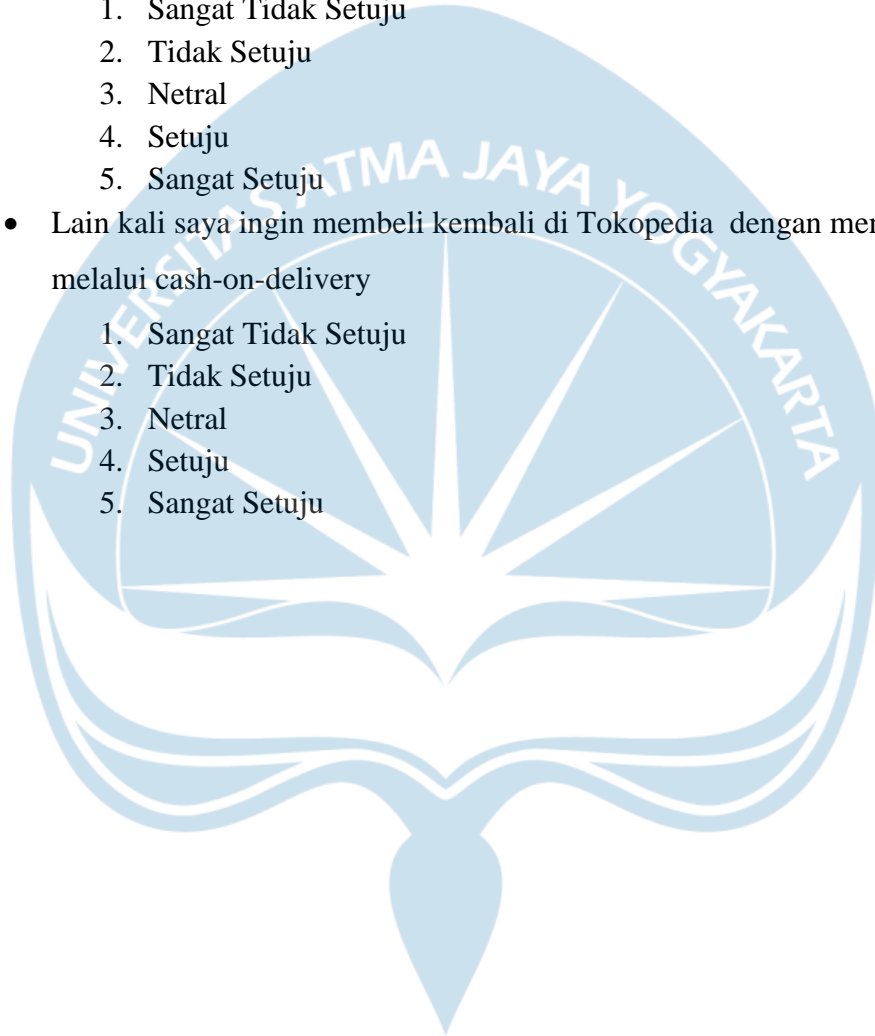 1. Sangat Tidak Setuju
2. Tidak Setuju
3. Netral
4. Setuju
5. Sangat Setuju
UNIVERSITAS ATMA JAYA YOGYAKARTA
• Lain kali saya ingin membeli kembali di Tokopedia dengan
melalui cash-on-delivery
1. Sangat Tidak Setuju
2. Tidak Setuju
3. Netral
4. Setuju
5. Sangat Setuju